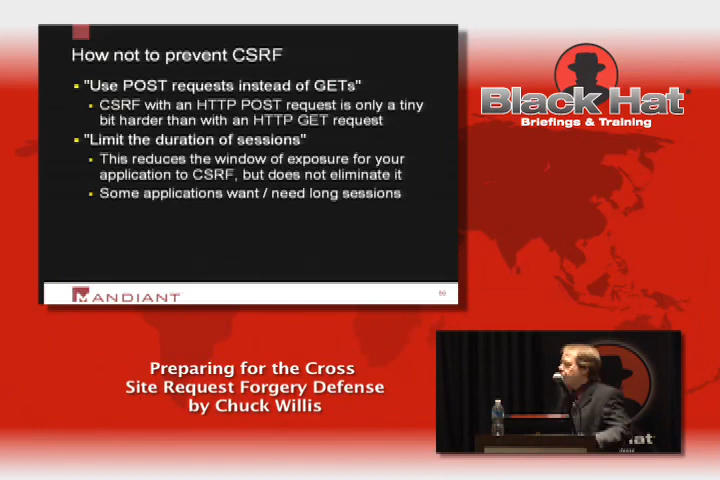 How not to prevent CSRF
"Use POST requests instead of GETs"
CSRF with an HTTP POST request is only a tiny
bit harder than with an HTTP GET request
"Limit the duration of sessions"
This reduces the window of exposure for your
application to CSRF, but does not eliminate it
Some applications want / need long sessions
MANDIANT
Black Hat
Briefings & Training
Preparing for the Cross
Site Request Forgery Defense
by Chuck Willis